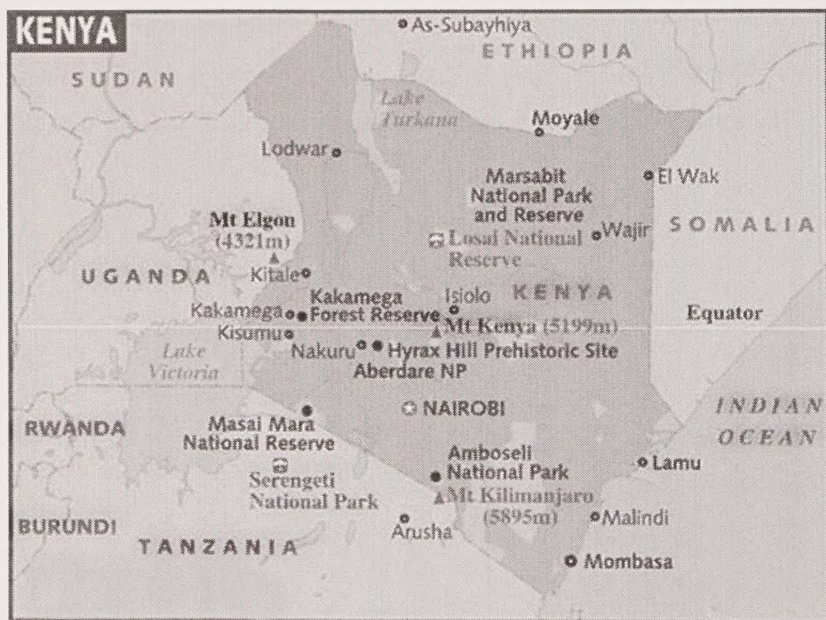 KENYA
As-Subayhiya
ETHIOPIA
SUDAN
Lake
Turkana
Moyale
Lodwar
Marsabit
National Park
and Reserve
El Wak
Mt Elgon
(4321m)
Wajir
SOMALIA
Losai National
Reserve
UGANDA
Kitale
Isiolo
KENYA
Kakamega
Kakamega
Forest Reserve
Equator
Kisumu
Mt Kenya (5199m)
Lake
Victoria
Nakuru
Hyrax Hill Prehistoric Site
Aberdare NP
NAIROBI
INDIAN
OCEAN
RWANDA
Masai Mara
National Reserve
Amboseli
National Park
Lamu
Serengeti
National Park
Mt Kilimanjaro
(5895m)
BURUNDI
Arusha
Malindi
TANZANIA
Mombasa